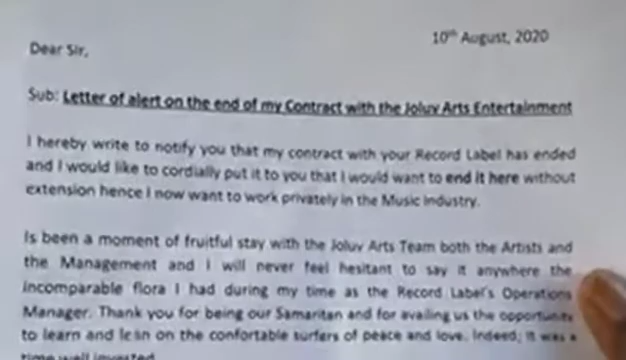 10th August, 2020
Dear Sir,
Sub: Letter of alert on the end of my Contract with the Joluv Arts Entertainment
I hereby write to notify you that my contract with your Record Label has ended
and I would like to cordially put it to you that I would want to end it here without
extension hence I now want to work privately in the Music Industry.
Is been a moment of fruitful stay with the Joluv Arts Team both the Artists and
the Management and I will never feel hesitant to say it anywhere the
incomparable flora I had during my time as the Record Label's Operations
Manager. Thank you for being our Samaritan and for availing us the opportunity
to learn and lean on the confortable surfers of peace and love. Indeed; it was a
time well invested